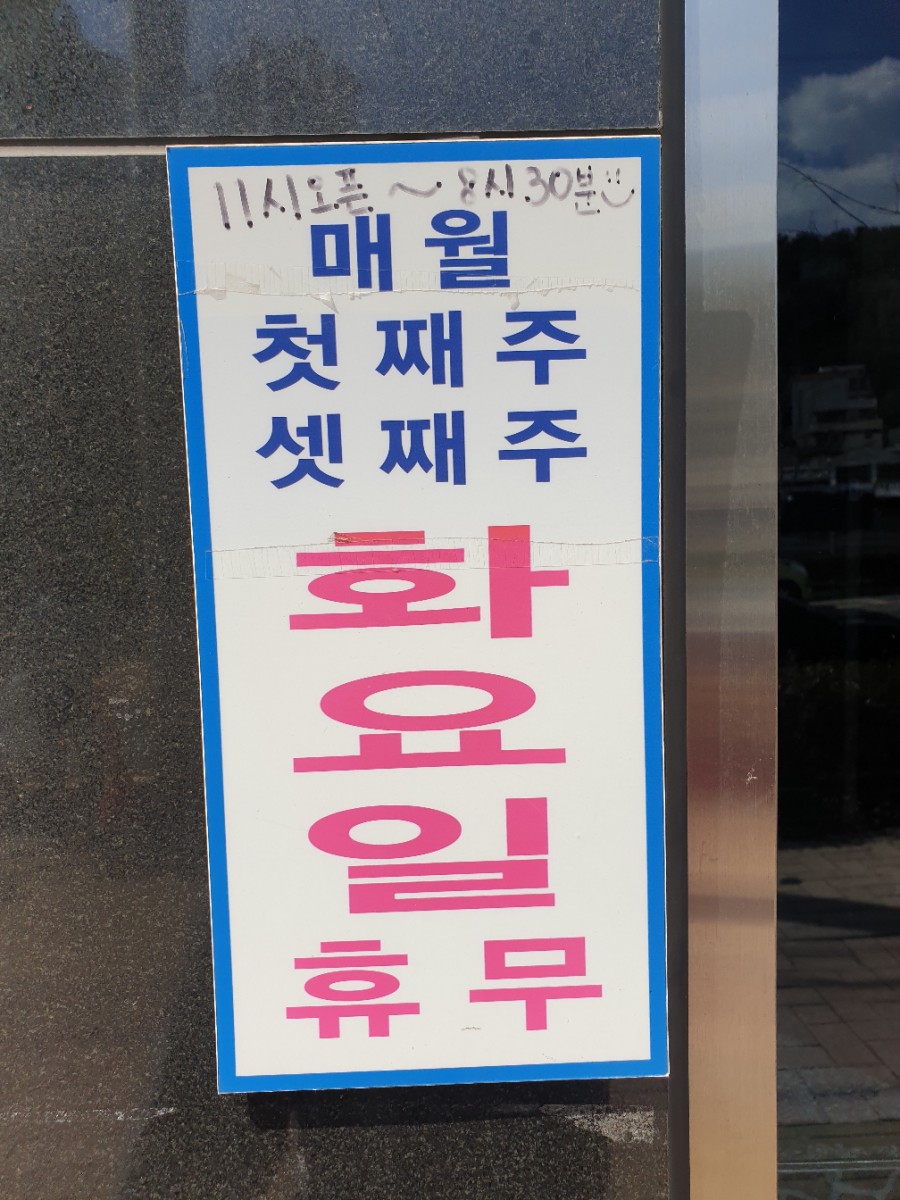 11시오픈 ~ 8시30분
매월
첫째주
셋째주
화
요
일
휴무